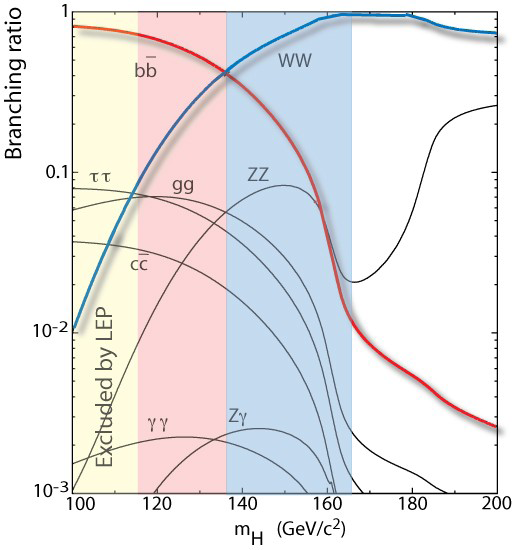 Branching ratio
1
0.1
10⁻²
10⁻³
bb̄
WW
ττ
gg
ZZ
cc̄
Excluded by LEP
γγ
Zγ
100 120 140 160 180 200
m_H (GeV/c²)